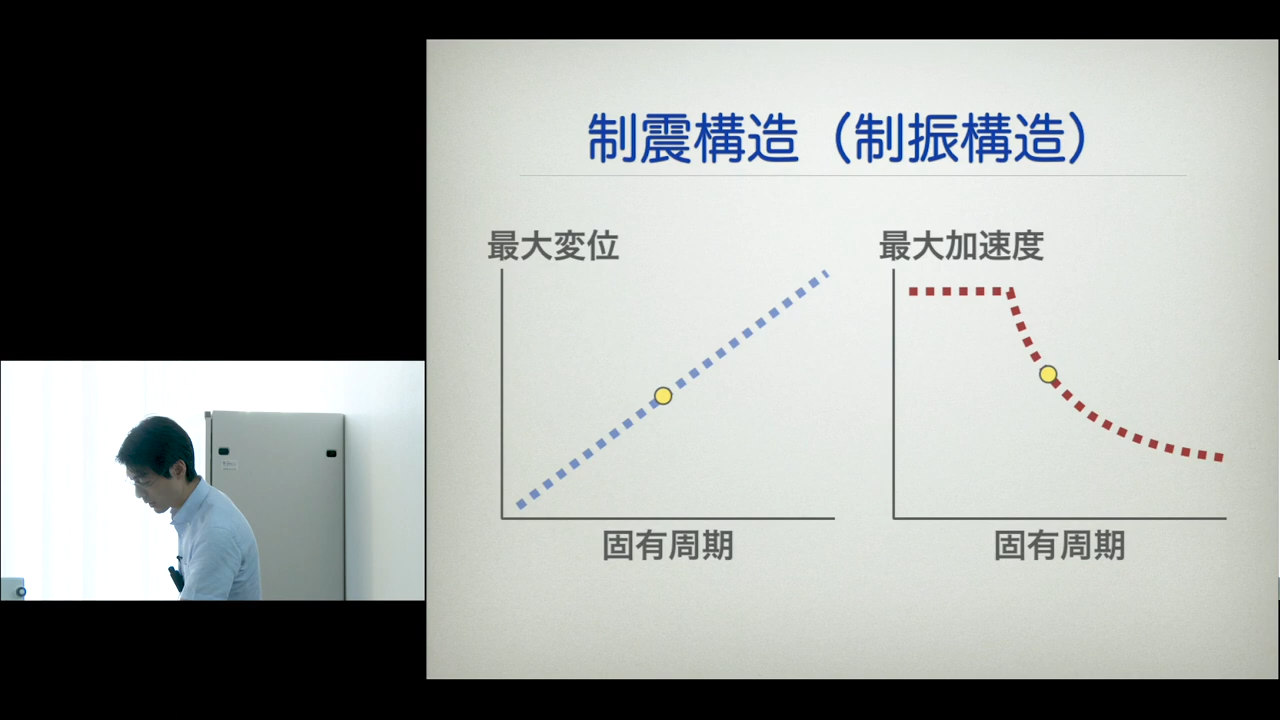 制震構造（制振構造）
最大変位
最大加速度
固有周期
固有周期